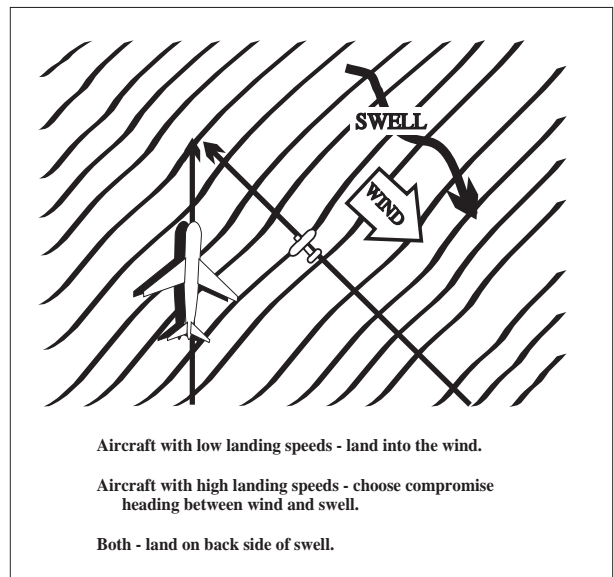 SWELL
WIND
Aircraft with low landing speeds - land into the wind.
Aircraft with high landing speeds - choose compromise
heading between wind and swell.
Both - land on back side of swell.